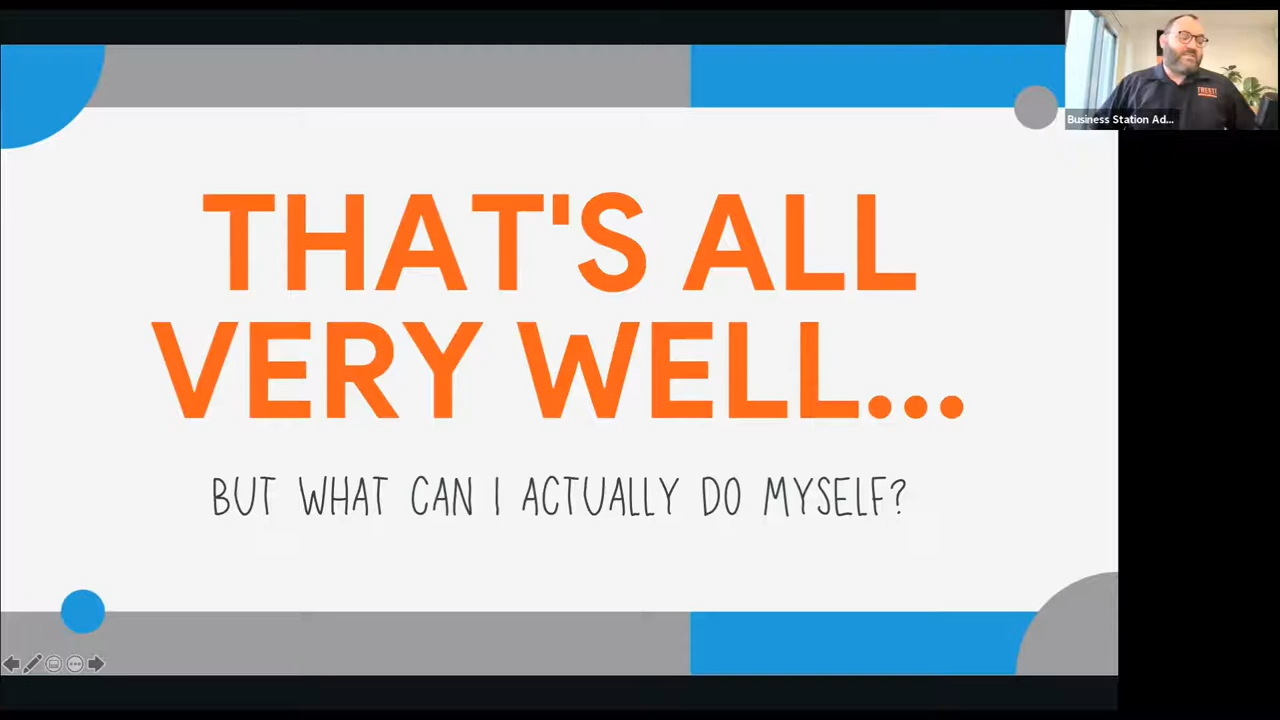 THAT'S ALL
VERY WELL...
BUT WHAT CAN I ACTUALLY DO MYSELF?
Business Station Ad...